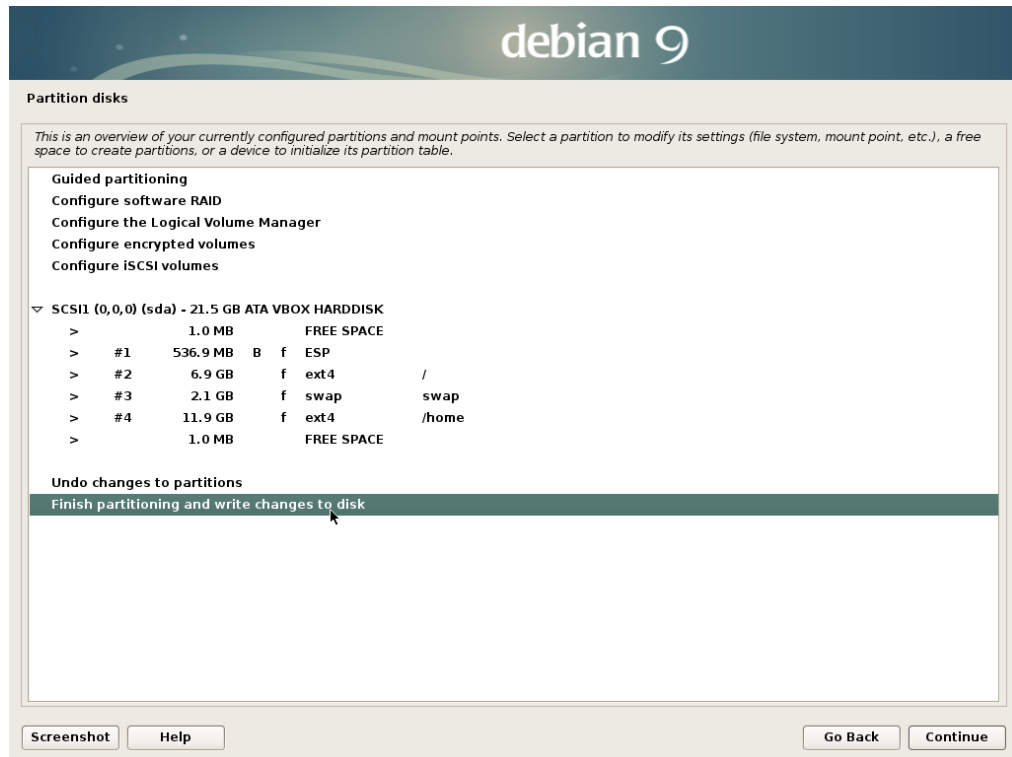 debian 9
Partition disks
This is an overview of your currently configured partitions and mount points. Select a partition to modify its settings (file system, mount point, etc.), a free
space to create partitions, or a device to initialize its partition table.
Guided partitioning
Configure software RAID
Configure the Logical Volume Manager
Configure encrypted volumes
Configure iSCSI volumes
SCSI1 (0,0,0) (sda) - 21.5 GB ATA VBOX HARDDISK
> 1.0 MB FREE SPACE
> #1 536.9 MB B f ESP
> #2 6.9 GB f ext4 /
> #3 2.1 GB f swap swap
> #4 11.9 GB f ext4 /home
> 1.0 MB FREE SPACE
Undo changes to partitions
Finish partitioning and write changes to disk
Screenshot Help Go Back Continue